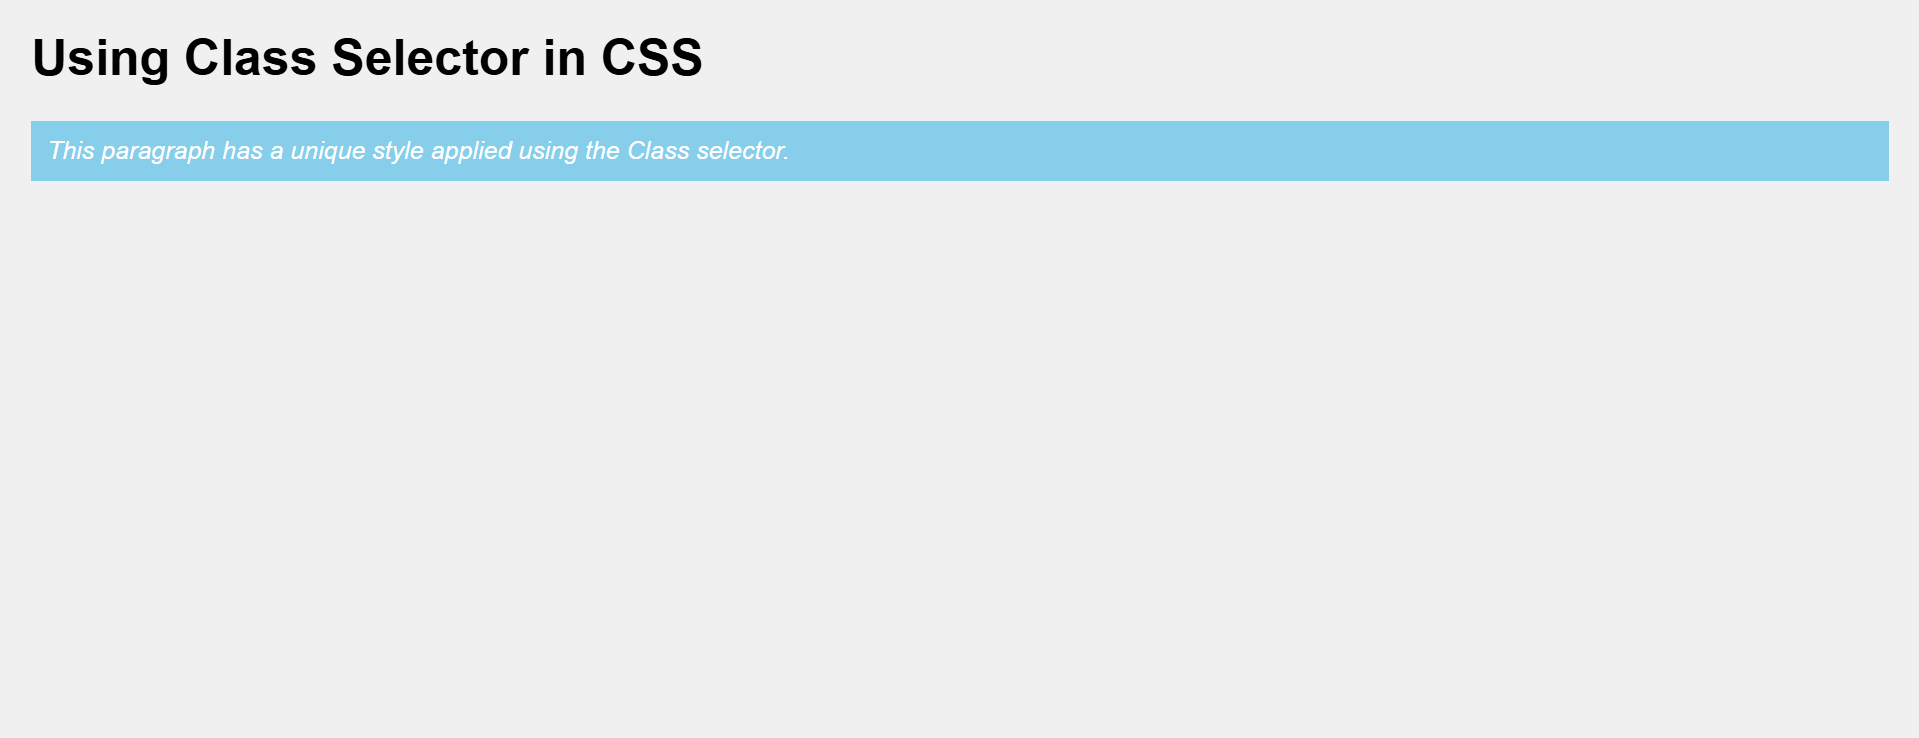 Using Class Selector in CSS
This paragraph has a unique style applied using the Class selector.